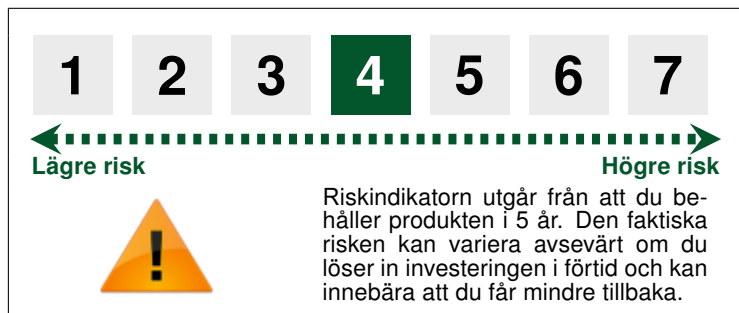 1 2 3 4 5 6 7
Lägre risk Högre risk
!
Riskindikatorn utgår från att du be-
håller produkten i 5 år. Den faktiska
risken kan variera avsevärt om du
löser in investeringen i förtid och kan
innebära att du får mindre tillbaka.